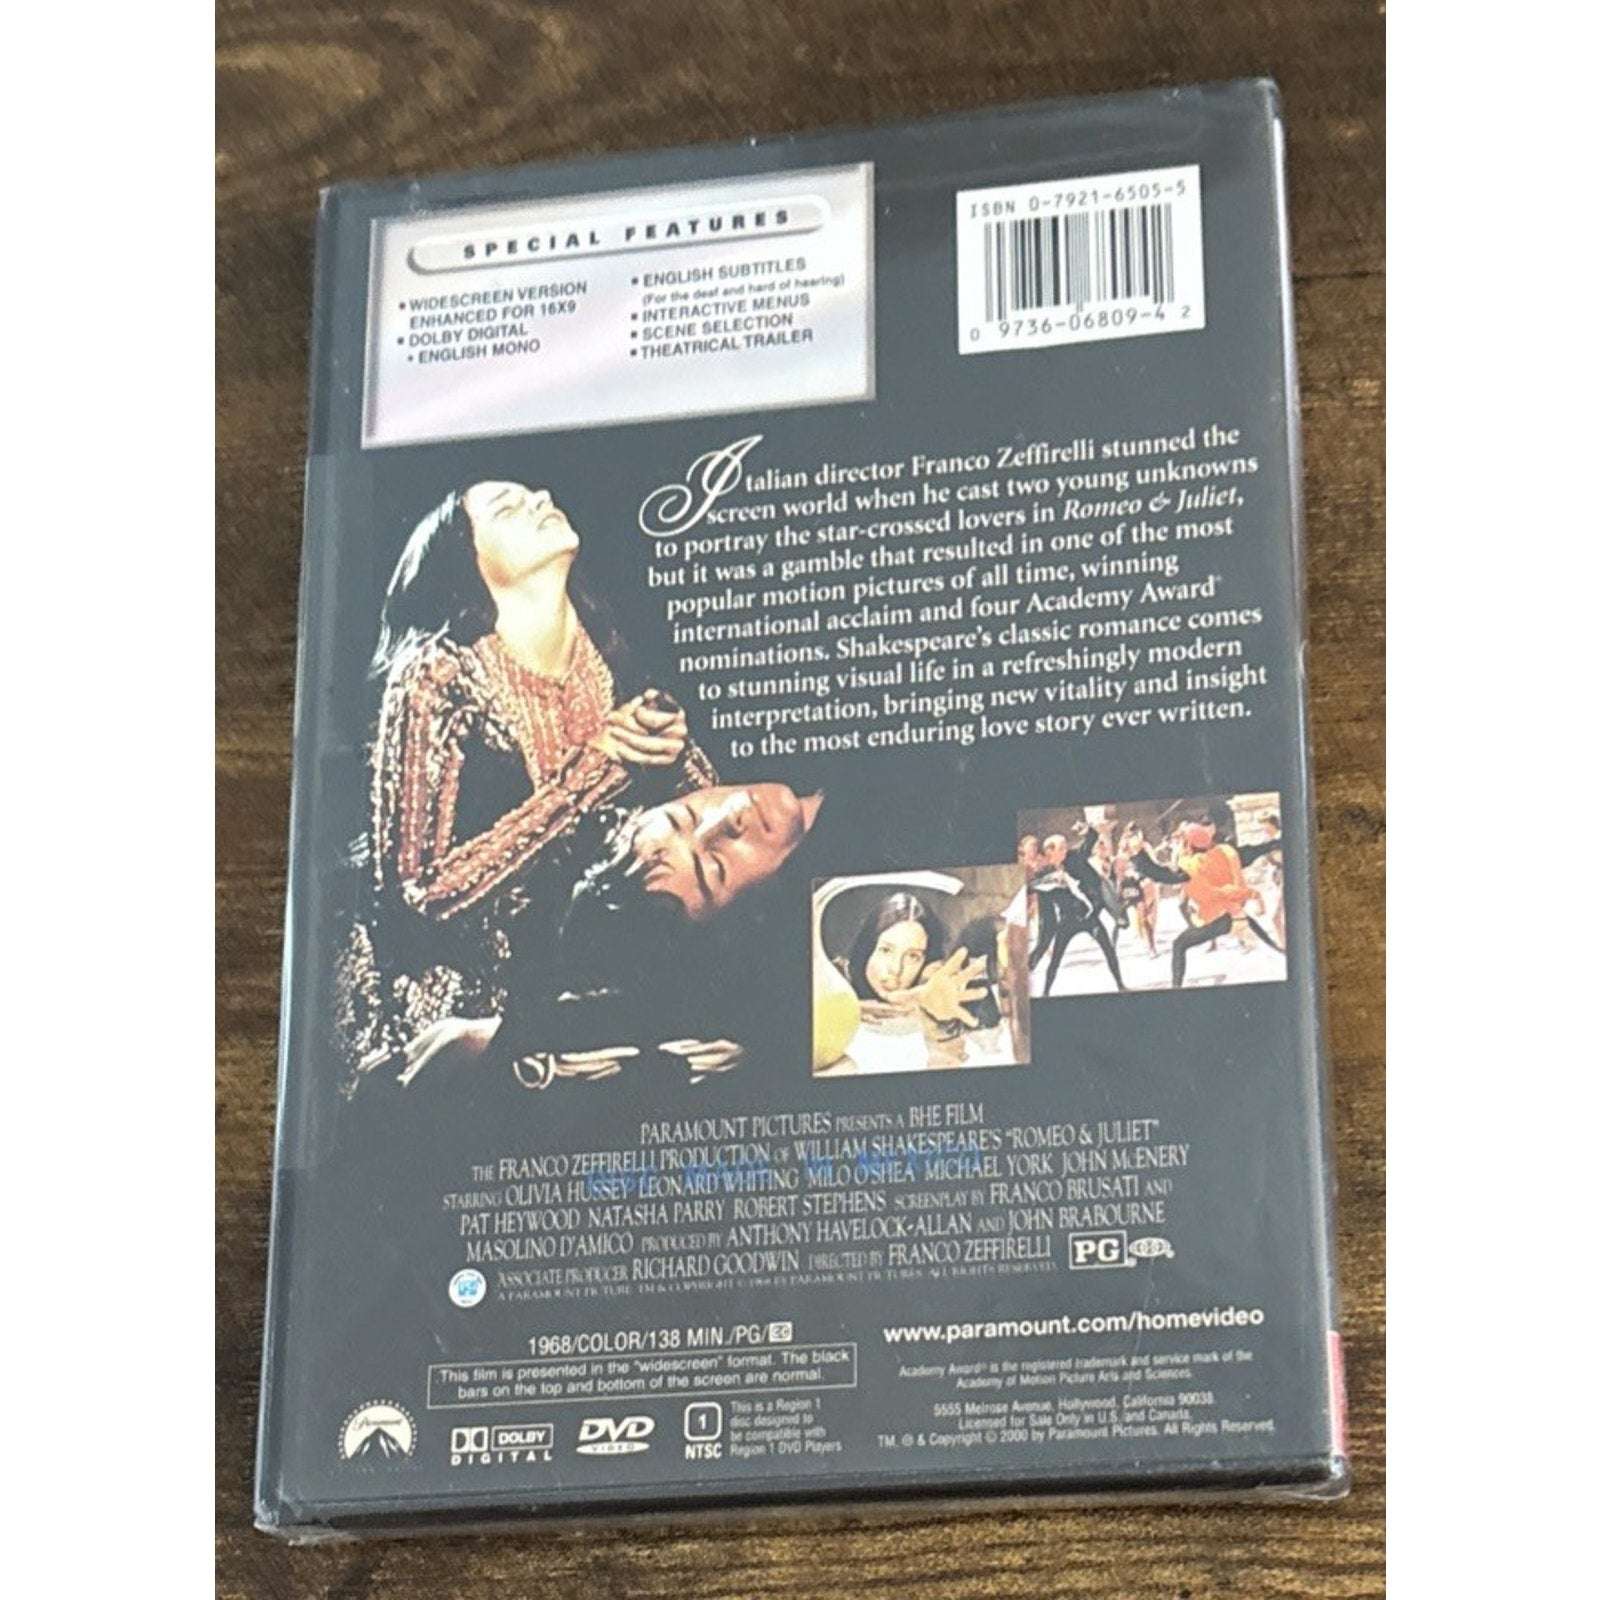 SPECIAL FEATURES
• WIDESCREEN VERSION
ENHANCED FOR 16X9
• DOLBY DIGITAL
• ENGLISH MONO
• ENGLISH SUBTITLES
(For the deaf and hard of hearing)
• INTERACTIVE MENUS
• SCENE SELECTION
• THEATRICAL TRAILER
ISBN 0-7921-6505-5
0 9736-06809-4 2
Italian director Franco Zeffirelli stunned the
screen world when he cast two young unknowns
to portray the star-crossed lovers in Romeo & Juliet,
but it was a gamble that resulted in one of the most
popular motion pictures of all time, winning
international acclaim and four Academy Award®
nominations. Shakespeare's classic romance comes
to stunning visual life in a refreshingly modern
interpretation, bringing new vitality and insight
to the most enduring love story ever written.
PARAMOUNT PICTURES PRESENTS A BHE FILM
THE FRANCO ZEFFIRELLI PRODUCTION OF WILLIAM SHAKESPEARE'S "ROMEO & JULIET"
STARRING OLIVIA HUSSEY LEONARD WHITING MILO O'SHEA MICHAEL YORK JOHN McENERY
PAT HEYWOOD NATASHA PARRY ROBERT STEPHENS SCREENPLAY BY FRANCO BRUSATI AND
MASOLINO D'AMICO PRODUCED BY ANTHONY HAVELOCK-ALLAN AND JOHN BRABOURNE
ASSOCIATE PRODUCER RICHARD GOODWIN DIRECTED BY FRANCO ZEFFIRELLI PG
A PARAMOUNT PICTURE TM & COPYRIGHT © 1968 BY PARAMOUNT PICTURES. ALL RIGHTS RESERVED.
1968/COLOR/138 MIN./PG/CC
This film is presented in the "widescreen" format. The black
bars on the top and bottom of the screen are normal.
www.paramount.com/homevideo
Academy Award® is the registered trademark and service mark of the
Academy of Motion Picture Arts and Sciences.
5555 Melrose Avenue, Hollywood, California 90038.
Licensed for Sale Only in U.S. and Canada.
TM, ® & Copyright © 2000 by Paramount Pictures. All Rights Reserved.
Paramount
DOLBY
DIGITAL
DVD
VIDEO
1
NTSC
This is a Region 1
disc designed to
be compatible with
Region 1 DVD Players